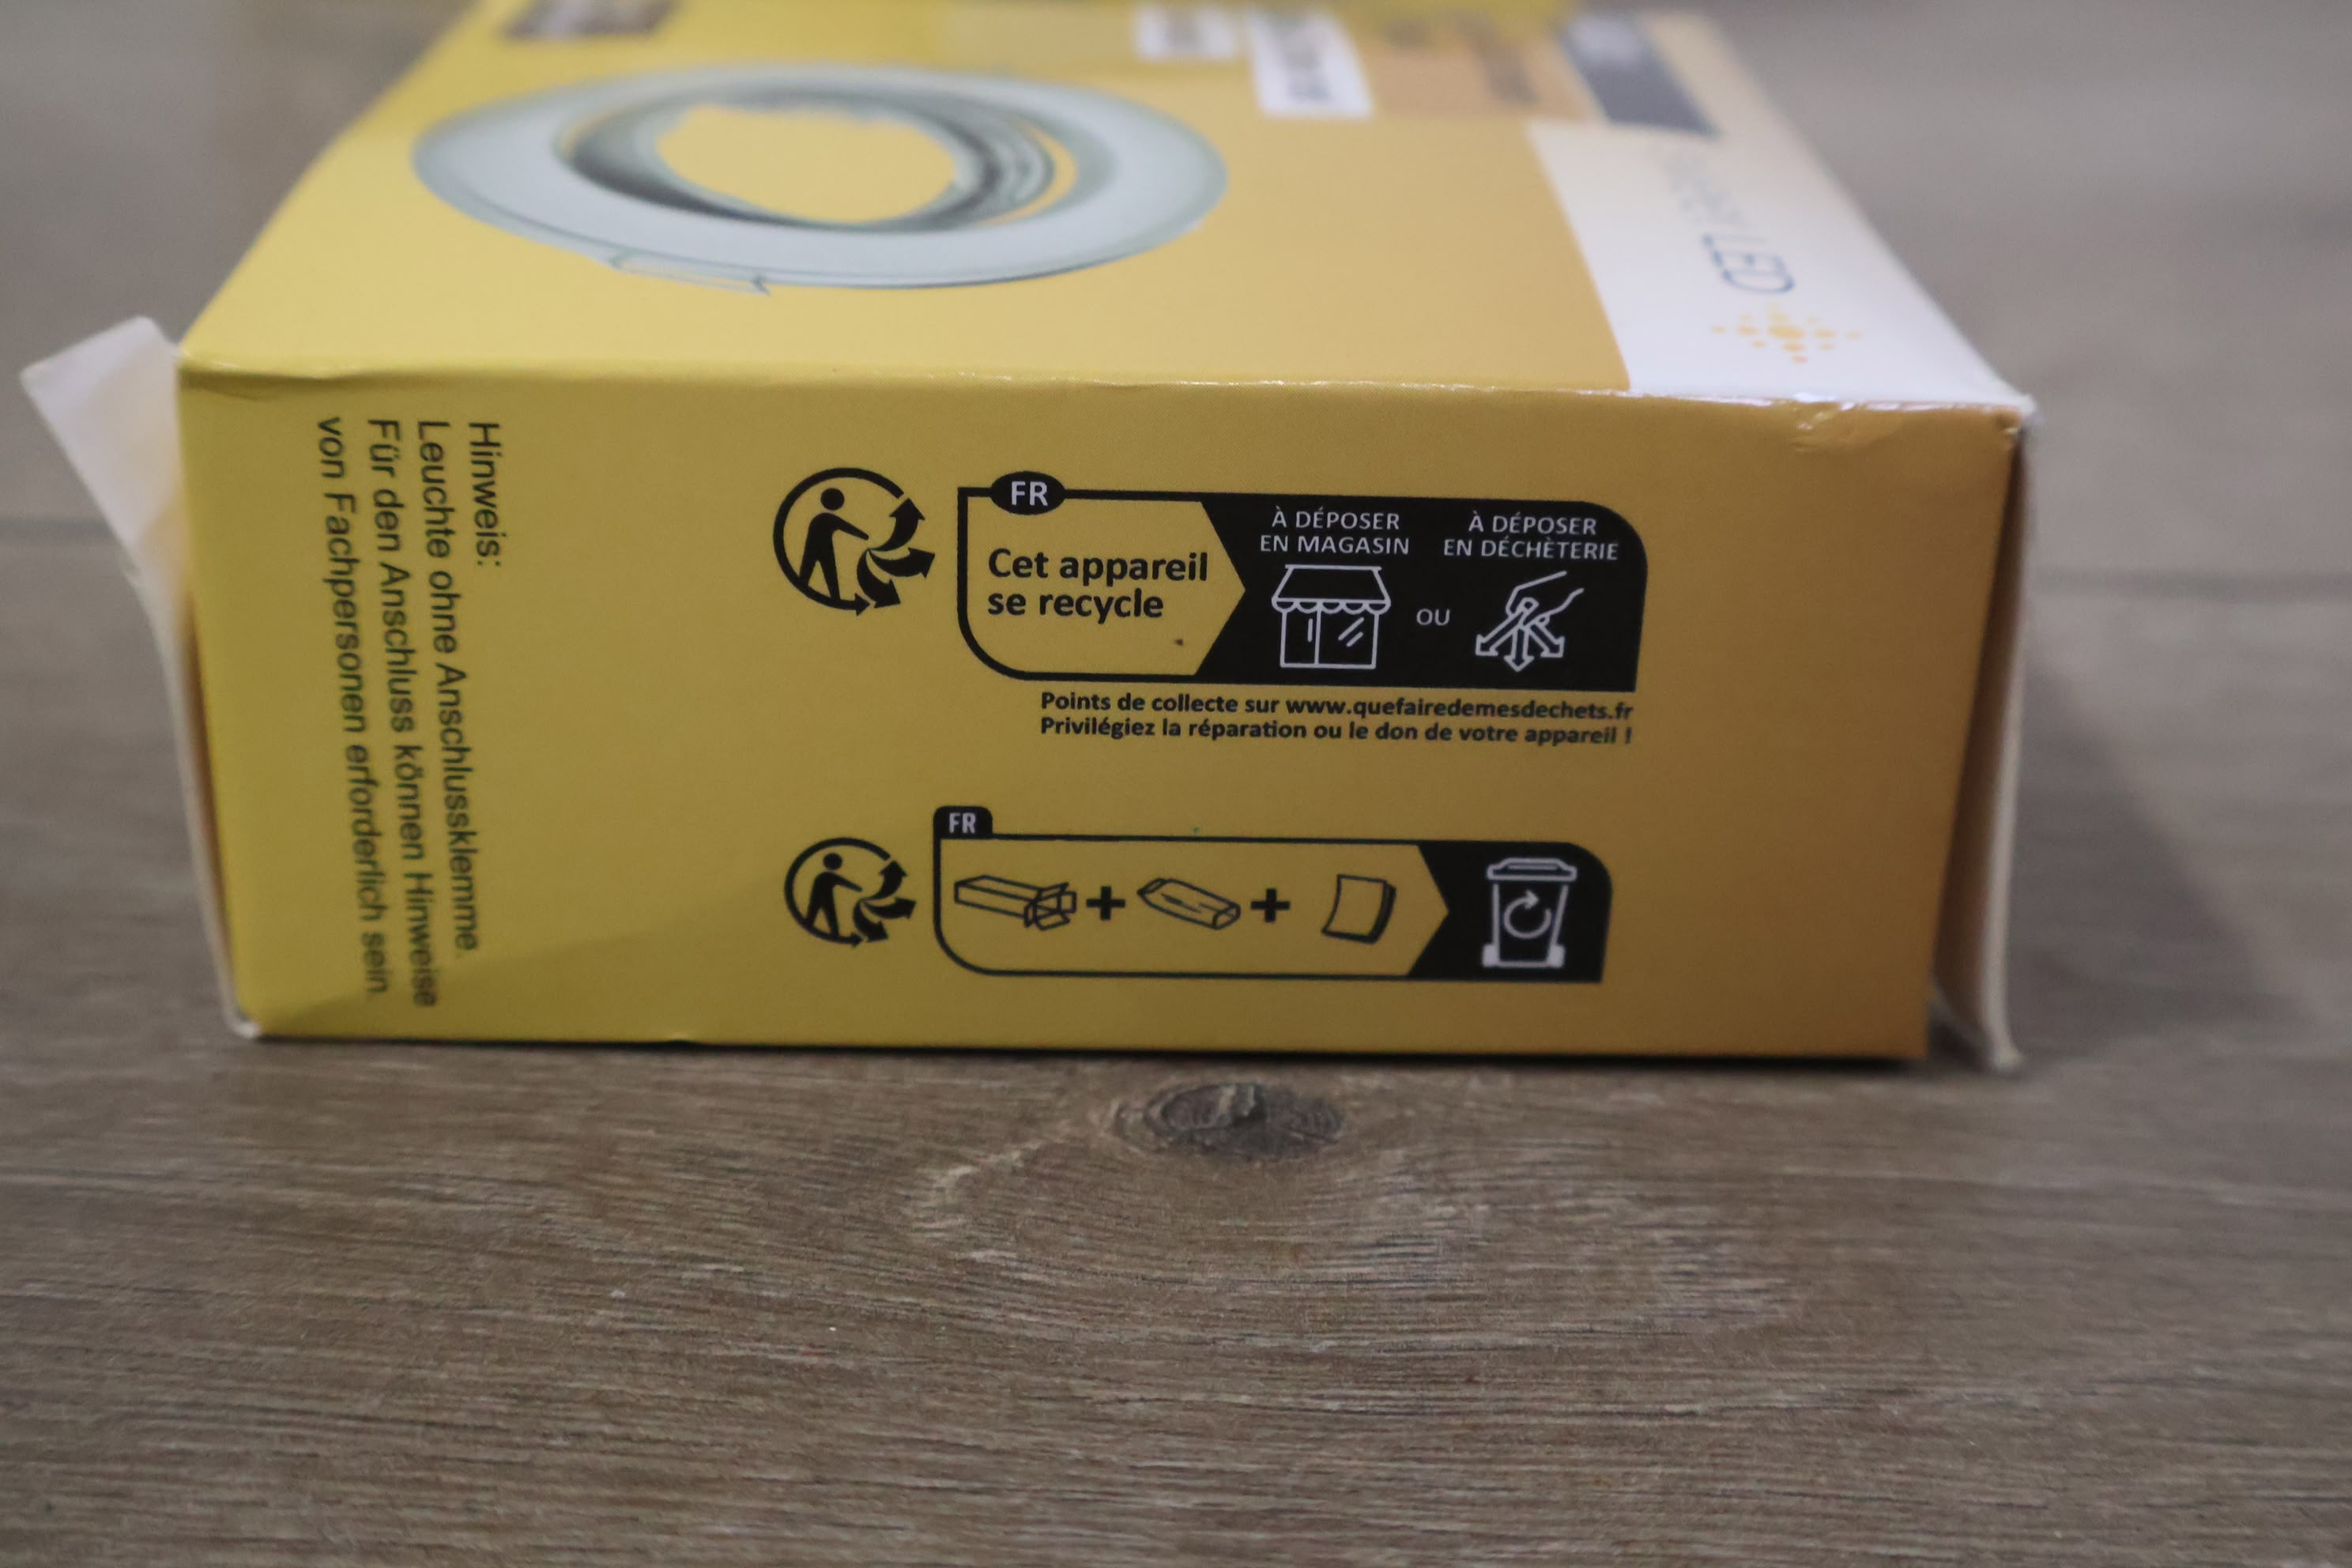 LED
FR
Cet appareil
se recycle
À DÉPOSER
EN MAGASIN
OU
À DÉPOSER
EN DÉCHÈTERIE
Points de collecte sur www.quefairedemesdechets.fr
Privilégiez la réparation ou le don de votre appareil !
FR
+ +
Hinweis:
Leuchte ohne Anschlussklemme.
Für den Anschluss können Hinweise
von Fachpersonen erforderlich sein